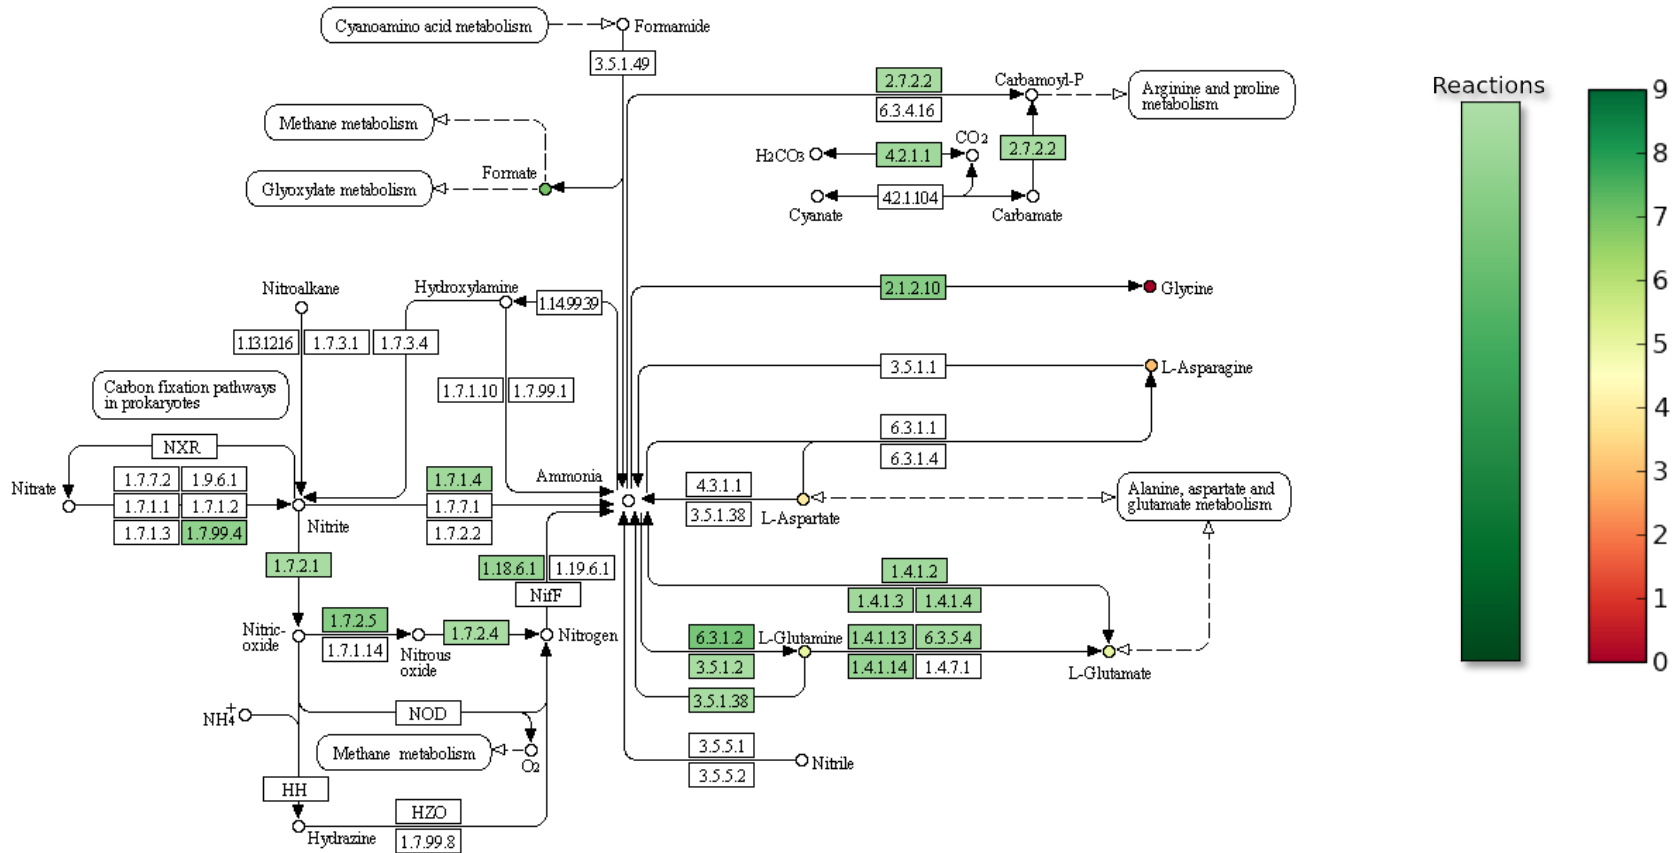 Cyanoamino acid metabolism
Formamide
3.5.1.49
2.7.2.2
Carbamoyl-P
Arginine and proline
metabolism
6.3.4.16
Methane metabolism
CO2
H2CO3
4.2.1.1
2.7.2.2
Formate
Glyoxylate metabolism
4.2.1.104
Cyanate
Carbamate
Nitroalkane
Hydroxylamine
1.14.99.39
2.1.2.10
Glycine
1.13.12.16
1.7.3.1
1.7.3.4
3.5.1.1
L-Asparagine
Carbon fixation pathways
in prokaryotes
1.7.1.10
1.7.99.1
6.3.1.1
6.3.1.4
NXR
Nitrate
1.7.7.2
1.9.6.1
1.7.1.1
1.7.1.2
1.7.1.3
1.7.99.4
Nitrite
1.7.1.4
1.7.7.1
1.7.2.2
Ammonia
4.3.1.1
3.5.1.38
L-Aspartate
Alanine, aspartate and
glutamate metabolism
1.7.2.1
1.18.6.1
1.19.6.1
NifF
1.4.1.2
1.4.1.3
1.4.1.4
Nitric-
oxide
1.7.2.5
1.7.1.14
Nitrous
oxide
1.7.2.4
Nitrogen
6.3.1.2
3.5.1.2
3.5.1.38
L-Glutamine
1.4.1.13
6.3.5.4
1.4.1.14
1.4.7.1
L-Glutamate
NH4+
NOD
Methane metabolism
O2
3.5.5.1
3.5.5.2
Nitrile
HH
HZO
1.7.99.8
Hydrazine
Reactions
9
8
7
6
5
4
3
2
1
0